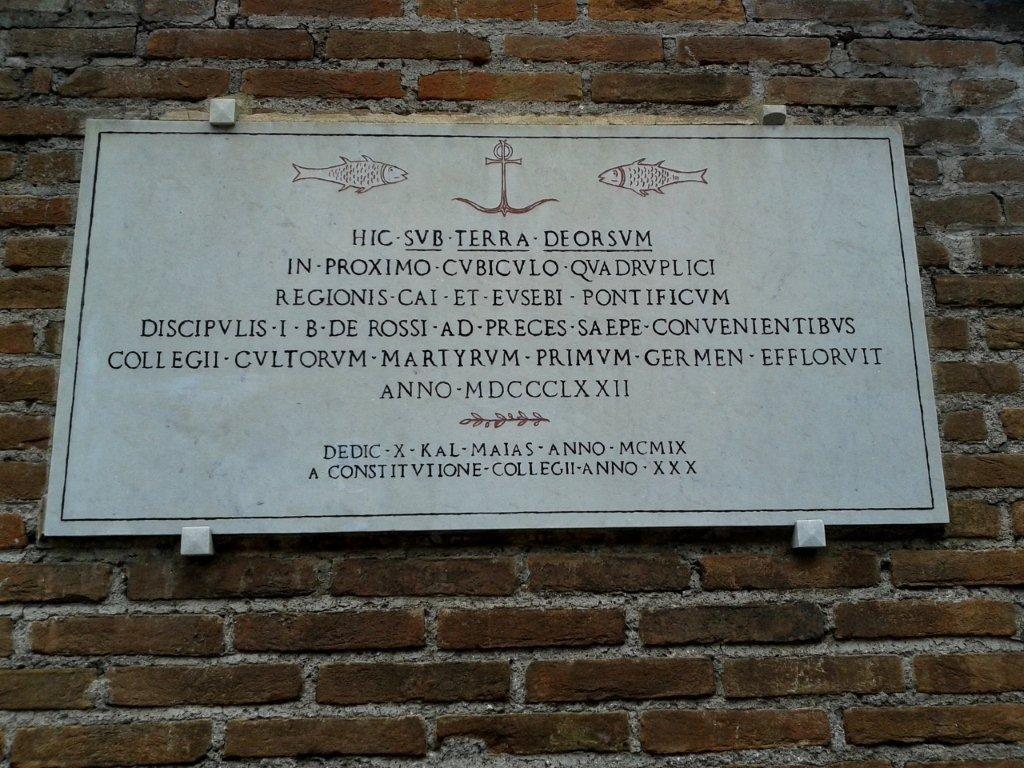 HIC·SVB·TERRA·DEORSVM
IN·PROXIMO·CVBICVLO·QVADRVPLICI
REGIONIS·CAI·ET·EVSEBI·PONTIFICVM
DISCIPVLIS·I·B·DE ROSSI·AD·PRECES·SAEPE·CONVENIENTIBVS
COLLEGII·CVLTORVM·MARTYRVM·PRIMVM·GERMEN·EFFLORVIT
ANNO·MDCCCLXXII
DEDIC·X·KAL·MAIAS·ANNO·MCMIX
A CONSTITVTIONE·COLLEGII·ANNO·XXX